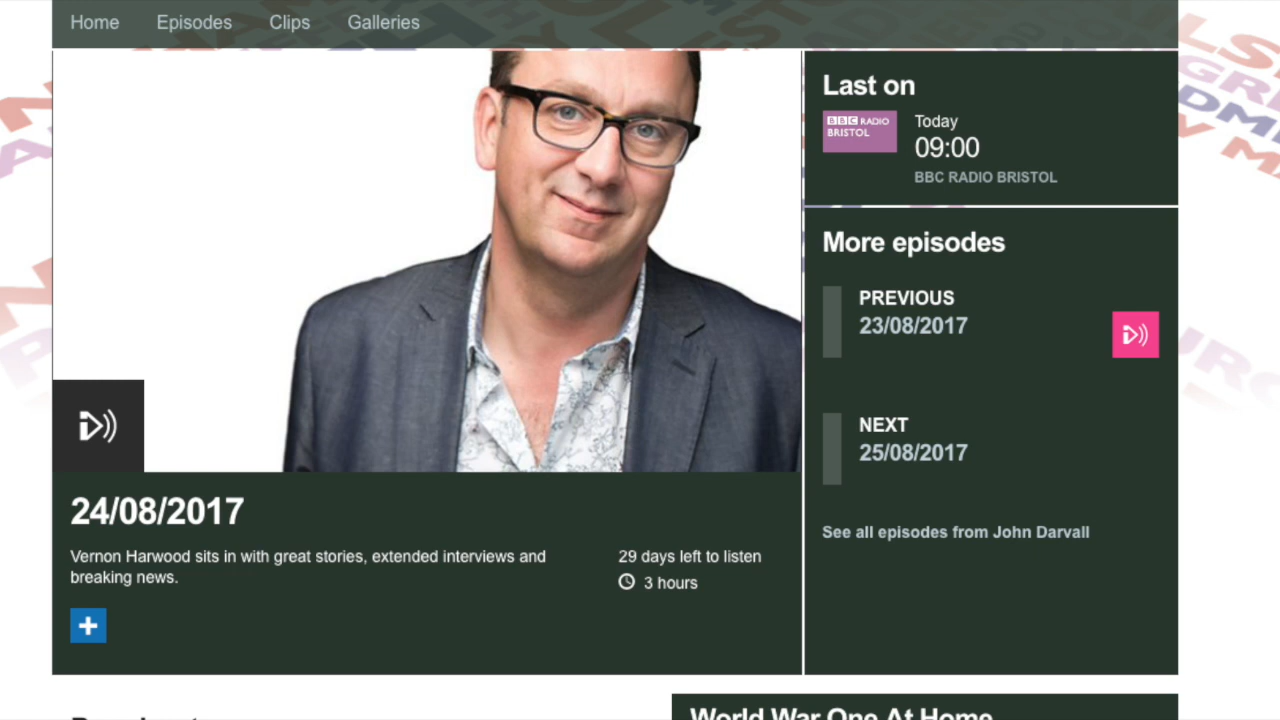 Home Episodes Clips Galleries
Last on
BBC RADIO
BRISTOL
Today
09:00
BBC RADIO BRISTOL
More episodes
PREVIOUS
23/08/2017
NEXT
25/08/2017
See all episodes from John Darvall
24/08/2017
Vernon Harwood sits in with great stories, extended interviews and
breaking news.
29 days left to listen
3 hours
World War One At Home